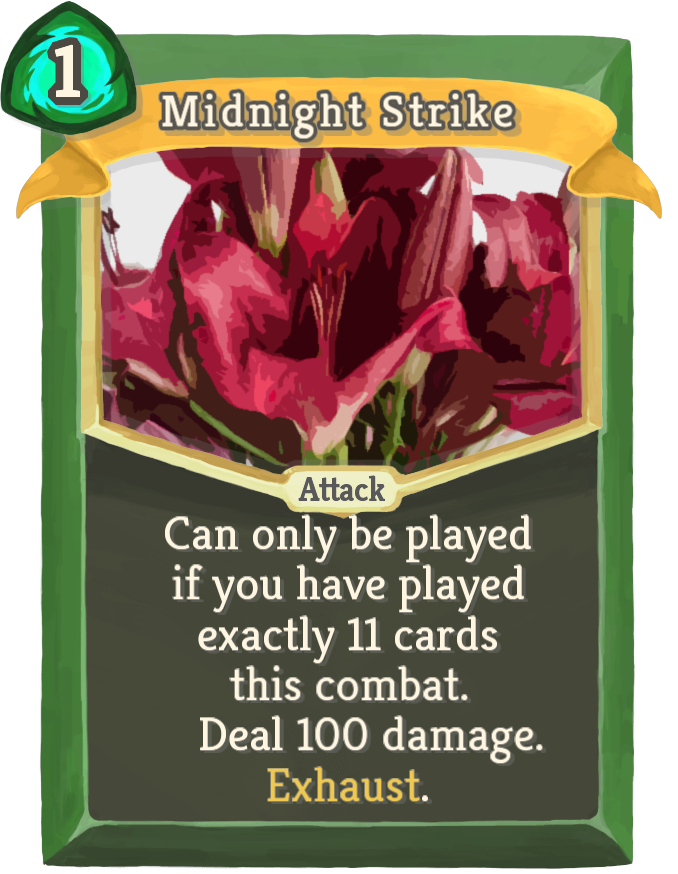 1
Midnight Strike
Attack
Can only be played
if you have played
exactly 11 cards
this combat.
Deal 100 damage.
Exhaust.